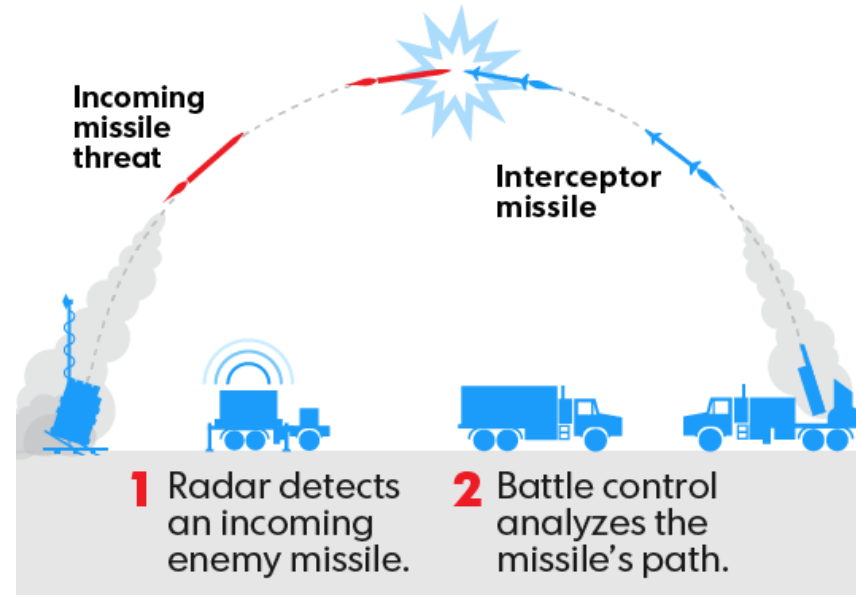 Incoming
missile
threat
Interceptor
missile
1 Radar detects
an incoming
enemy missile.
2 Battle control
analyzes the
missile's path.